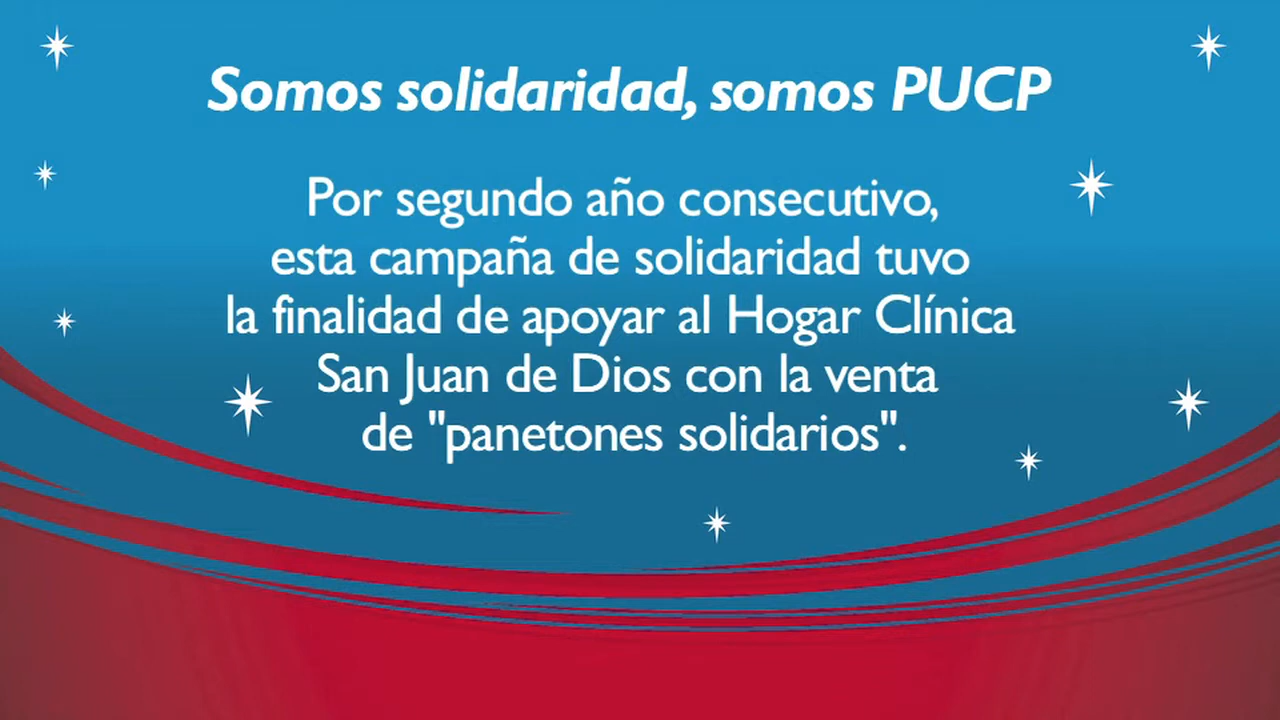 Somos solidaridad, somos PUCP
Por segundo año consecutivo,
esta campaña de solidaridad tuvo
la finalidad de apoyar al Hogar Clínica
San Juan de Dios con la venta
de "panetones solidarios".